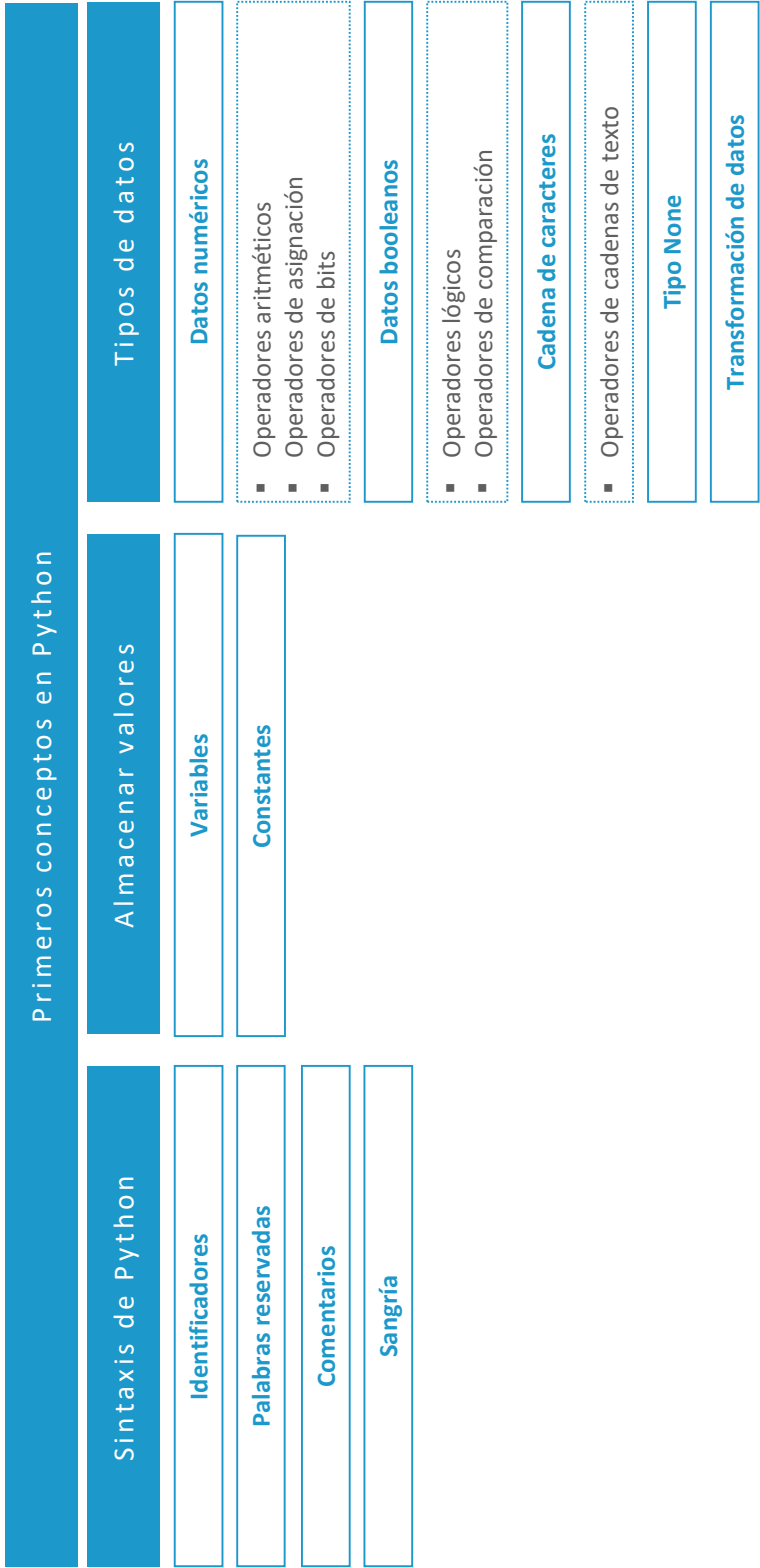 Primeros conceptos en Python
Sintaxis de Python
Identificadores
Palabras reservadas
Comentarios
Sangría
Almacenar valores
Variables
Constantes
Tipos de datos
Datos numéricos
▪ Operadores aritméticos
▪ Operadores de asignación
▪ Operadores de bits
Datos booleanos
▪ Operadores lógicos
▪ Operadores de comparación
Cadena de caracteres
▪ Operadores de cadenas de texto
Tipo None
Transformación de datos